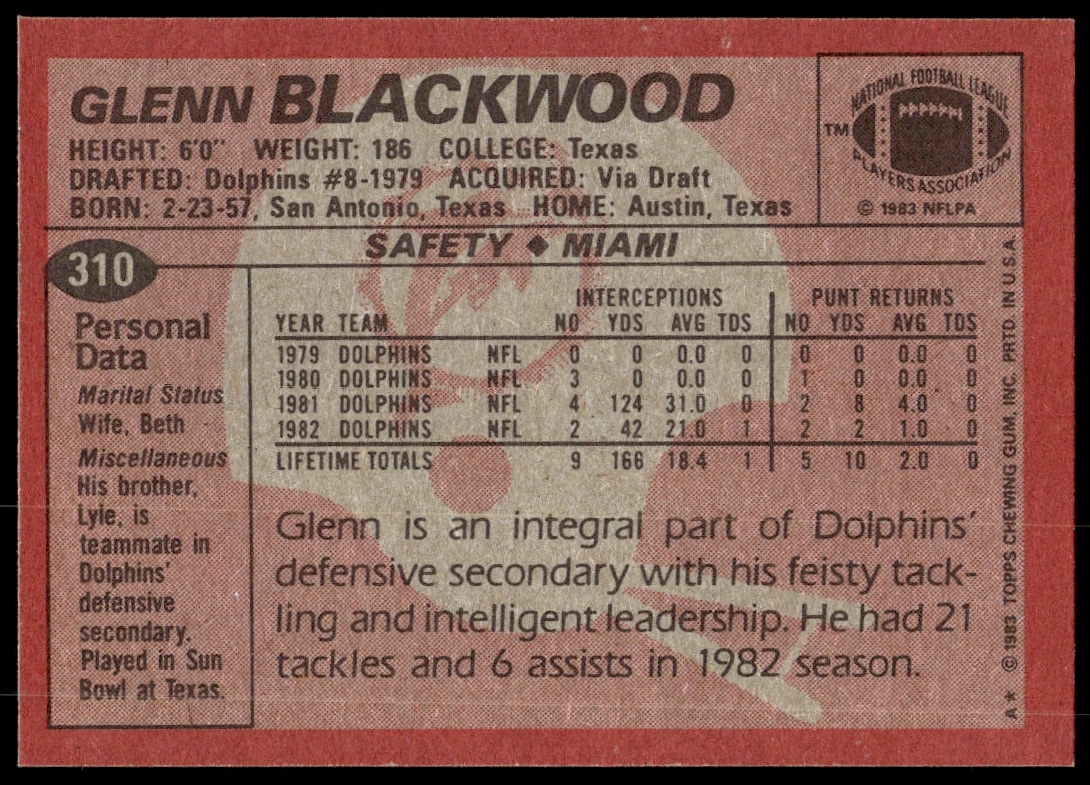 GLENN BLACKWOOD
HEIGHT: 6'0" WEIGHT: 186 COLLEGE: Texas
DRAFTED: Dolphins #8-1979 ACQUIRED: Via Draft
BORN: 2-23-57, San Antonio, Texas HOME: Austin, Texas
NATIONAL FOOTBALL LEAGUE
TM
PLAYERS ASSOCIATION
© 1983 NFLPA
SAFETY ◆ MIAMI
310
Personal
Data
Marital Status
Wife, Beth
Miscellaneous
His brother,
Lyle, is
teammate in
Dolphins'
defensive
secondary.
Played in Sun
Bowl at Texas.
INTERCEPTIONS PUNT RETURNS
YEAR TEAM NO YDS AVG TDS NO YDS AVG TDS
1979 DOLPHINS NFL 0 0 0.0 0 0 0 0.0 0
1980 DOLPHINS NFL 3 0 0.0 0 1 0 0.0 0
1981 DOLPHINS NFL 4 124 31.0 0 2 8 4.0 0
1982 DOLPHINS NFL 2 42 21.0 1 2 2 1.0 0
LIFETIME TOTALS 9 166 18.4 1 5 10 2.0 0
Glenn is an integral part of Dolphins'
defensive secondary with his feisty tack-
ling and intelligent leadership. He had 21
tackles and 6 assists in 1982 season.
A* © 1983 TOPPS CHEWING GUM, INC. PRTD. IN U.S.A